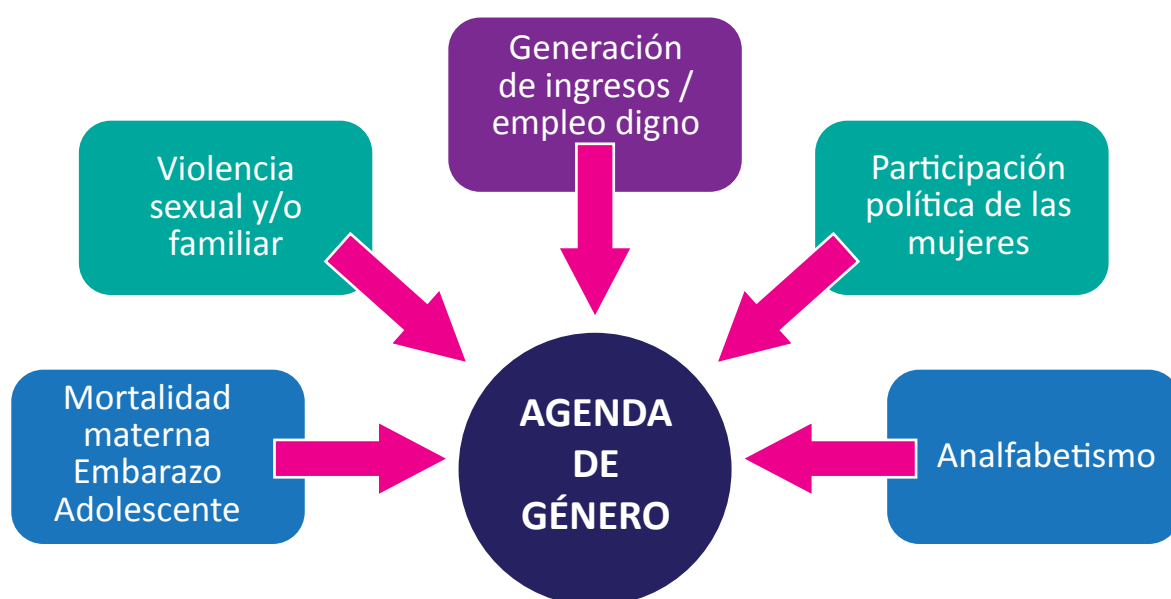 Generación
de ingresos /
empleo digno
Violencia
sexual y/o
familiar
Participación
política de las
mujeres
Mortalidad
materna
Embarazo
Adolescente
AGENDA
DE
GÉNERO
Analfabetismo